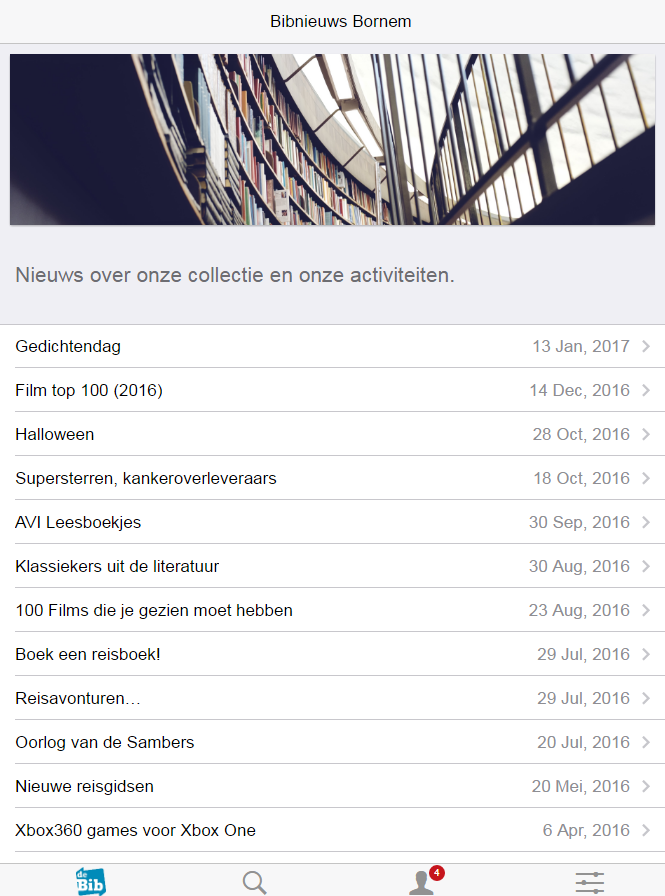 Bibnieuws Bornem
Nieuws over onze collectie en onze activiteiten.
Gedichtendag 13 Jan, 2017
Film top 100 (2016) 14 Dec, 2016
Halloween 28 Oct, 2016
Supersterren, kankeroverleveraars 18 Oct, 2016
AVI Leesboekjes 30 Sep, 2016
Klassiekers uit de literatuur 30 Aug, 2016
100 Films die je gezien moet hebben 23 Aug, 2016
Boek een reisboek! 29 Jul, 2016
Reisavonturen… 29 Jul, 2016
Oorlog van de Sambers 20 Jul, 2016
Nieuwe reisgidsen 20 Mei, 2016
Xbox360 games voor Xbox One 6 Apr, 2016
de
Bib
4